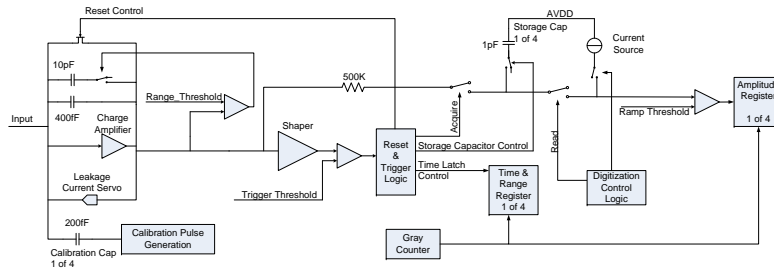 Reset Control
AVDD
Storage Cap
1 of 4
1pF
Current
Source
10pF
500K
Range_Threshold
400fF
Input
Charge
Amplifier
Shaper
Acquire
Amplitude
Register
1 of 4
Ramp Threshold
Reset
&
Trigger
Logic
Storage Capacitor Control
Read
Leakage
Current Servo
Time Latch
Control
Trigger Threshold
Time &
Range
Register
1 of 4
Digitization
Control
Logic
200fF
Calibration Cap
1 of 4
Calibration Pulse
Generation
Gray
Counter